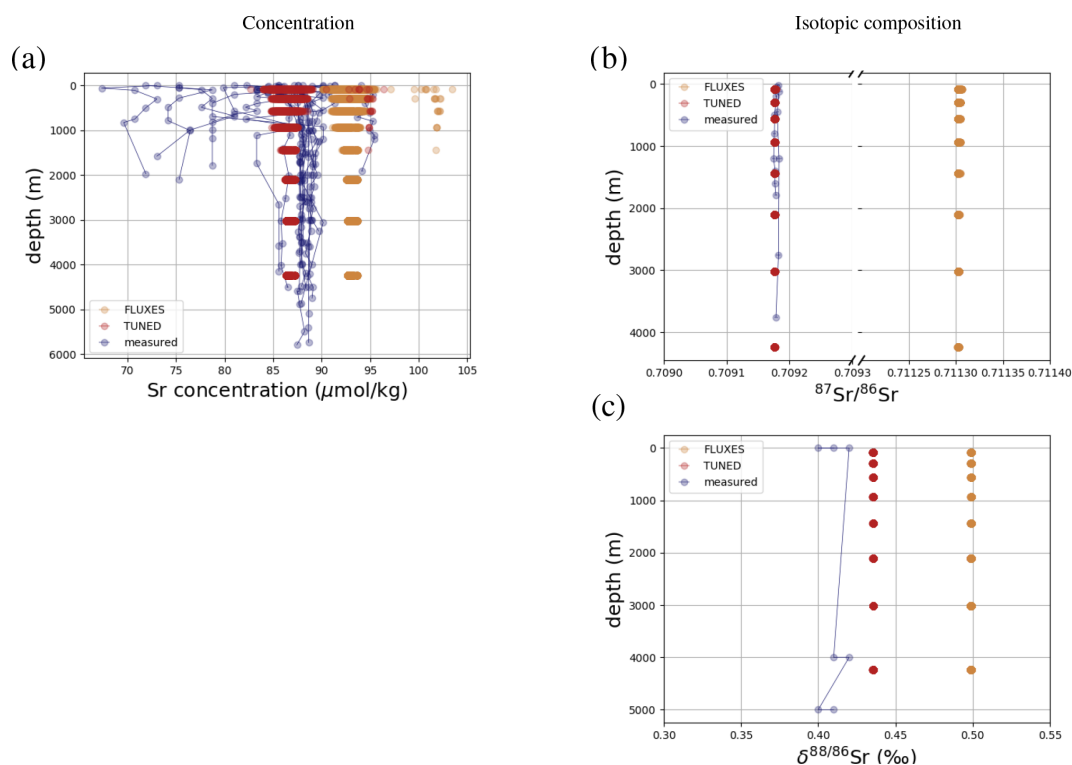 Concentration
Isotopic composition
(a)
0
1000
2000
3000
4000
5000
6000
depth (m)
FLUXES
TUNED
measured
70 75 80 85 90 95 100 105
Sr concentration (μmol/kg)
(b)
0
1000
2000
3000
4000
depth (m)
FLUXES
TUNED
measured
0.7090 0.7091 0.7092 0.7093 0.71125 0.71130 0.71135 0.71140
⁸⁷Sr/⁸⁶Sr
(c)
0
1000
2000
3000
4000
5000
depth (m)
FLUXES
TUNED
measured
0.30 0.35 0.40 0.45 0.50 0.55
δ⁸⁸/⁸⁶Sr (‰)